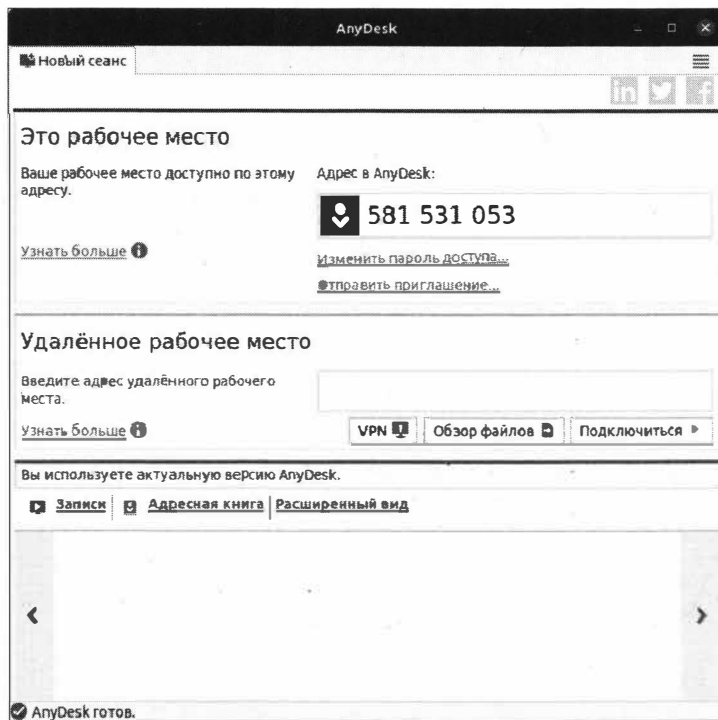 AnyDesk
Новый сеанс
in f
Это рабочее место
Ваше рабочее место доступно по этому
адресу.
Узнать больше
Адрес в AnyDesk:
581 531 053
Изменить пароль доступа...
Отправить приглашение...
Удалённое рабочее место
Введите адрес удалённого рабочего
места.
Узнать больше
VPN Обзор файлов Подключиться
Вы используете актуальную версию AnyDesk.
Записи Адресная книга Расширенный вид
AnyDesk готов.